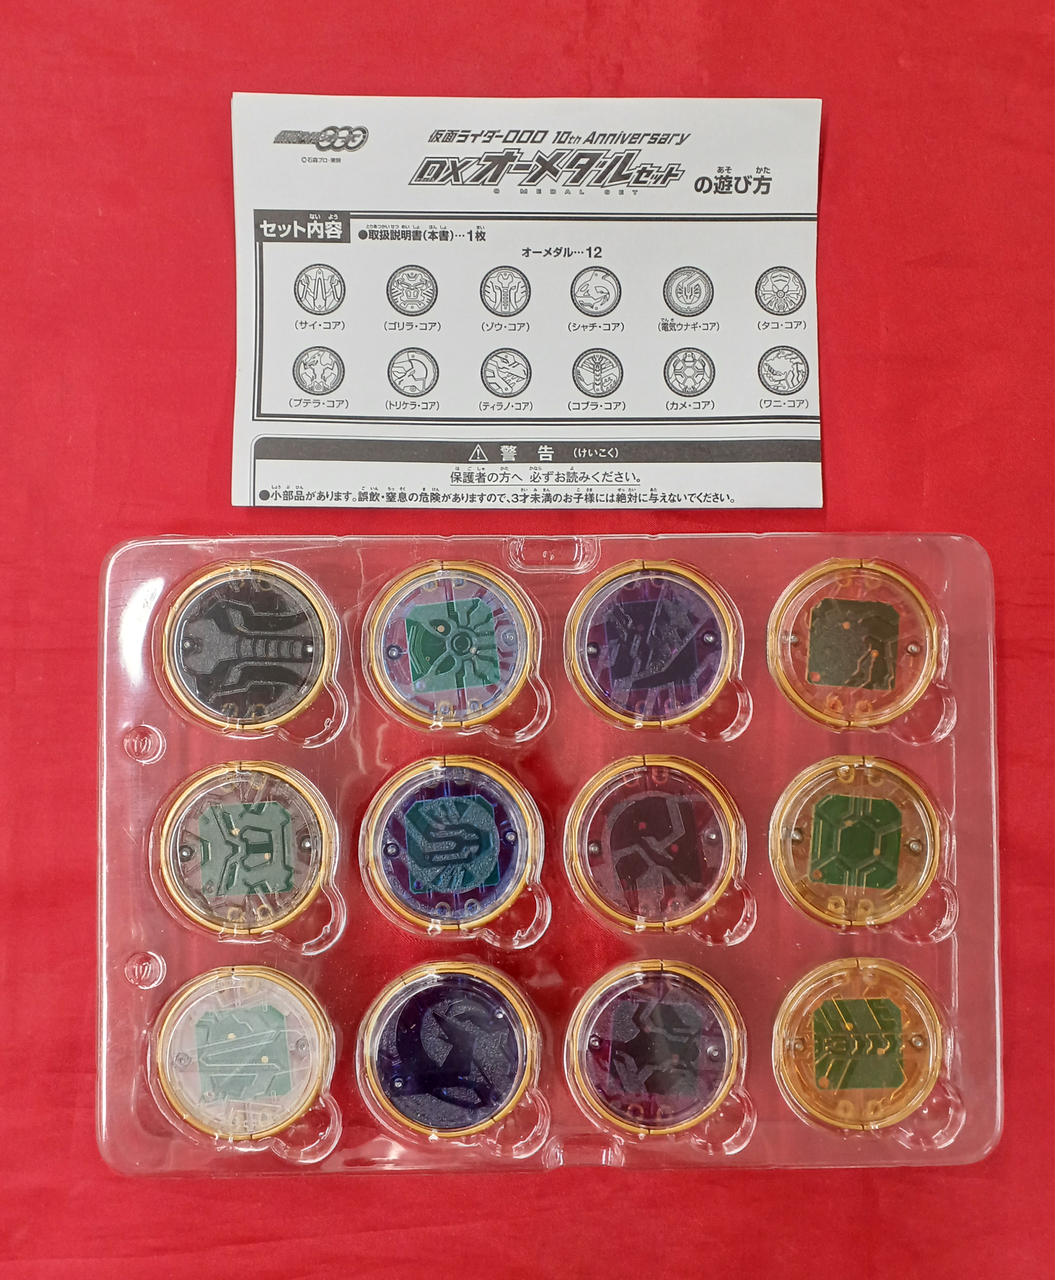 ©石森プロ・東映
仮面ライダーOOO 10th Anniversary
DXオーメダルセット の遊び方
O MEDAL SET
セット内容
●取扱説明書(本書)…1枚
オーメダル…12
(サイ・コア) (ゴリラ・コア) (ゾウ・コア) (シャチ・コア) (電気ウナギ・コア) (タコ・コア)
(プテラ・コア) (トリケラ・コア) (ティラノ・コア) (コブラ・コア) (カメ・コア) (ワニ・コア)
警告 (けいこく)
保護者の方へ 必ずお読みください。
●小部品があります。誤飲・窒息の危険がありますので、3才未満のお子様には絶対に与えないでください。